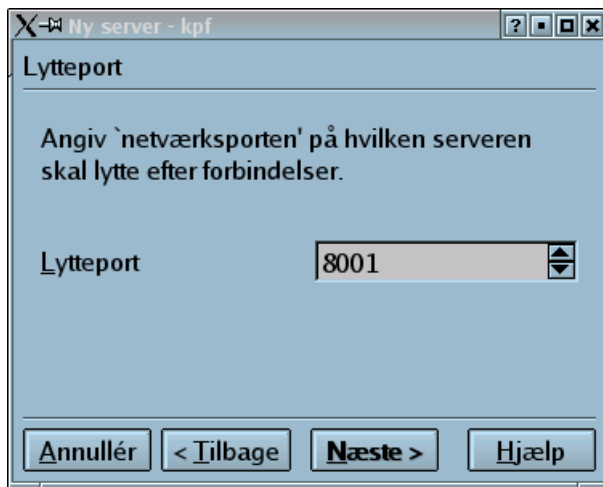 Ny server - kpf
Lytteport
Angiv `netværksporten' på hvilken serveren
skal lytte efter forbindelser.
Lytteport 8001
Annullér < Tilbage Næste > Hjælp